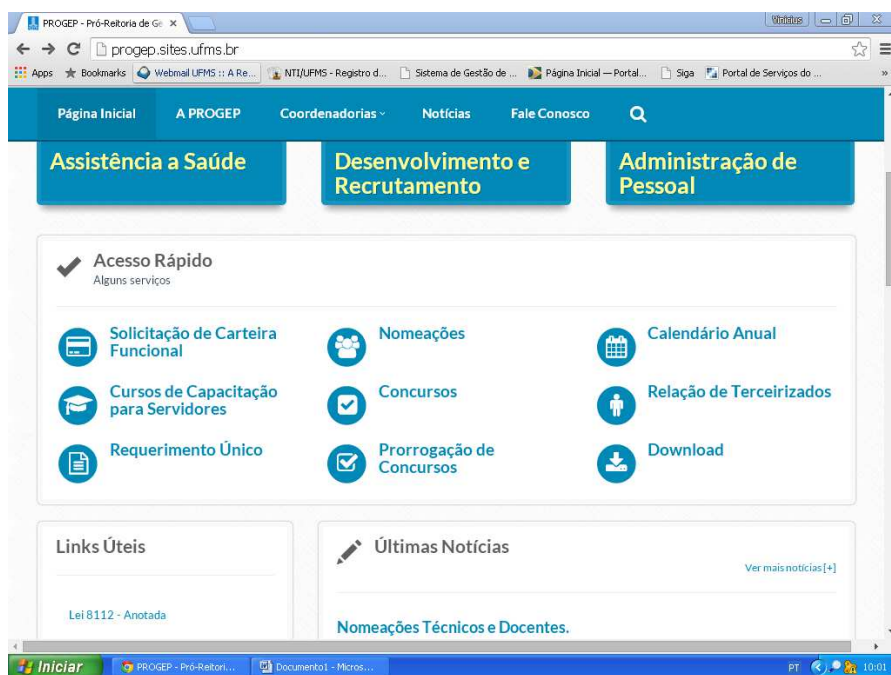 PROGEP - Pró-Reitoria de Ge
Vinicius
progep.sites.ufms.br
Apps Bookmarks Webmail UFMS :: A Re... NTI/UFMS - Registro d... Sistema de Gestão de ... Página Inicial — Portal... Siga Portal de Serviços do ... »
Página Inicial A PROGEP Coordenadorias Notícias Fale Conosco
Assistência a Saúde
Desenvolvimento e
Recrutamento
Administração de
Pessoal
Acesso Rápido
Alguns serviços
Solicitação de Carteira
Funcional
Nomeações
Calendário Anual
Cursos de Capacitação
para Servidores
Concursos
Relação de Terceirizados
Requerimento Único
Prorrogação de
Concursos
Download
Links Úteis
Últimas Notícias
Ver mais notícias [+]
Lei 8112 - Anotada
Nomeações Técnicos e Docentes.
Iniciar PROGEP - Pró-Reitori... Documento1 - Micros... PT 10:01